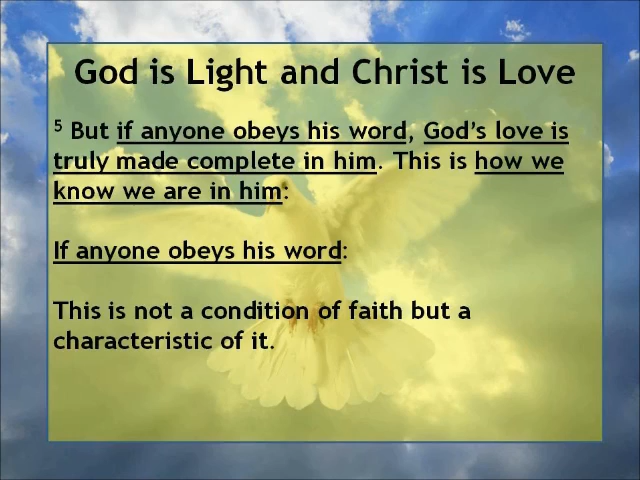 God is Light and Christ is Love
5 But if anyone obeys his word, God’s love is
truly made complete in him. This is how we
know we are in him:
If anyone obeys his word:
This is not a condition of faith but a
characteristic of it.